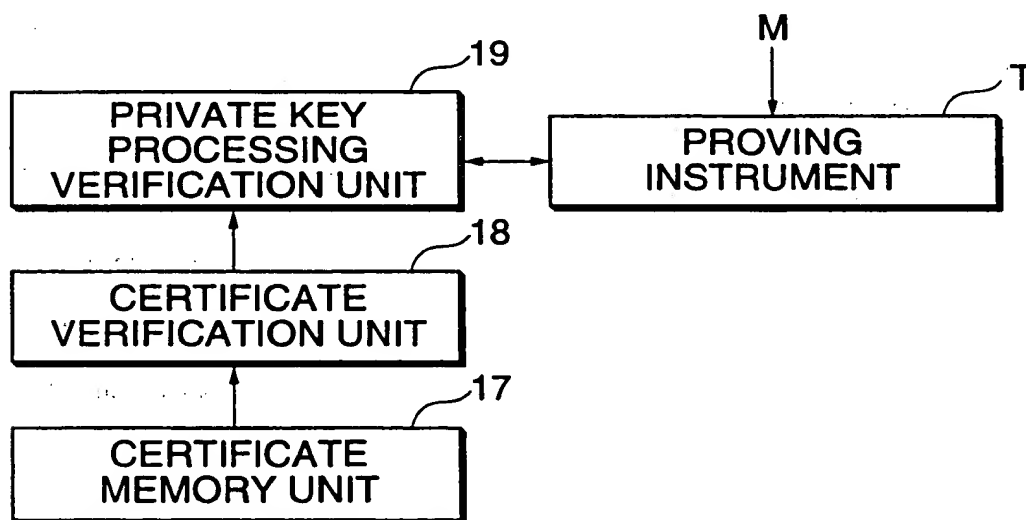 19
PRIVATE KEY
PROCESSING
VERIFICATION UNIT
M
T
PROVING
INSTRUMENT
18
CERTIFICATE
VERIFICATION UNIT
17
CERTIFICATE
MEMORY UNIT